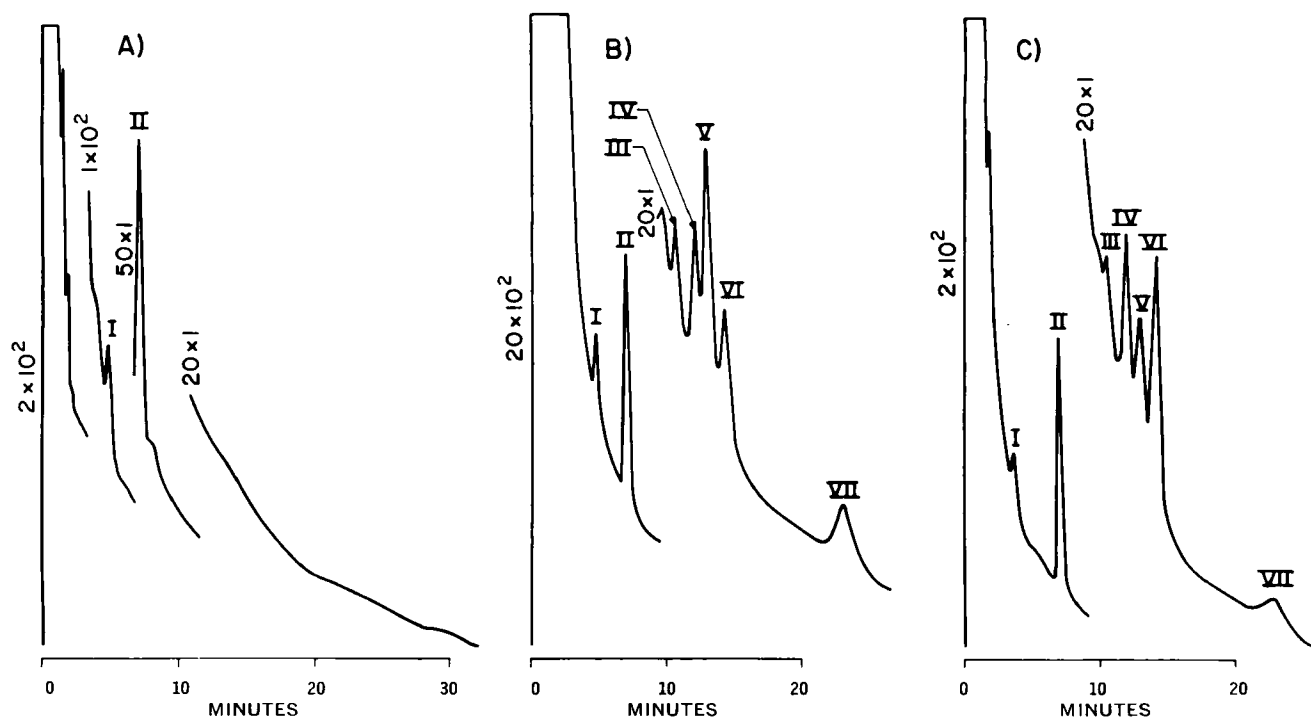 A)
2×10²
1×10²
I
50×1
II
20×1
0 10 20 30
MINUTES
B)
20×10²
I
II
20×1
III
IV
V
VI
VII
0 10 20
MINUTES
C)
2×10²
I
II
20×1
III
IV
V
VI
VII
0 10 20
MINUTES